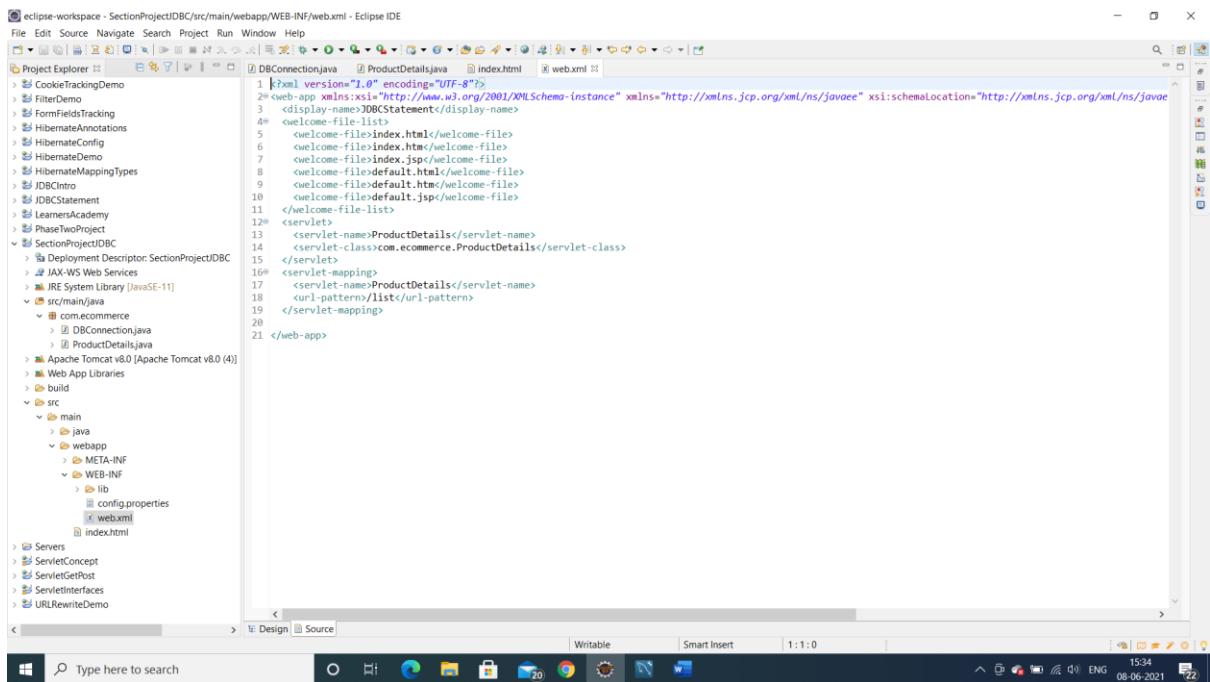 eclipse-workspace - SectionProjectJDBC/src/main/webapp/WEB-INF/web.xml - Eclipse IDE
File Edit Source Navigate Search Project Run Window Help
Project Explorer
DBConnection.java ProductDetails.java index.html web.xml
CookieTrackingDemo
FilterDemo
FormFieldsTracking
HibernateAnnotations
HibernateConfig
HibernateDemo
HibernateMappingTypes
JDBCIntro
JDBCStatement
LearnersAcademy
PhaseTwoProject
SectionProjectJDBC
Deployment Descriptor: SectionProjectJDBC
JAX-WS Web Services
JRE System Library [JavaSE-11]
src/main/java
com.ecommerce
DBConnection.java
ProductDetails.java
Apache Tomcat v8.0 [Apache Tomcat v8.0 (4)]
Web App Libraries
build
src
main
java
webapp
META-INF
WEB-INF
lib
config.properties
web.xml
index.html
Servers
ServletConcept
ServletGetPost
ServletInterfaces
URLRewriteDemo
1 <?xml version="1.0" encoding="UTF-8"?>
2 <web-app xmlns:xsi="http://www.w3.org/2001/XMLSchema-instance" xmlns="http://xmlns.jcp.org/xml/ns/javaee" xsi:schemaLocation="http://xmlns.jcp.org/xml/ns/javae
3 <display-name>JDBCStatement</display-name>
4 <welcome-file-list>
5 <welcome-file>index.html</welcome-file>
6 <welcome-file>index.htm</welcome-file>
7 <welcome-file>index.jsp</welcome-file>
8 <welcome-file>default.html</welcome-file>
9 <welcome-file>default.htm</welcome-file>
10 <welcome-file>default.jsp</welcome-file>
11 </welcome-file-list>
12 <servlet>
13 <servlet-name>ProductDetails</servlet-name>
14 <servlet-class>com.ecommerce.ProductDetails</servlet-class>
15 </servlet>
16 <servlet-mapping>
17 <servlet-name>ProductDetails</servlet-name>
18 <url-pattern>/list</url-pattern>
19 </servlet-mapping>
20
21 </web-app>
Design Source
Writable Smart Insert 1:1:0
Type here to search
20
ENG
15:34
08-06-2021
22